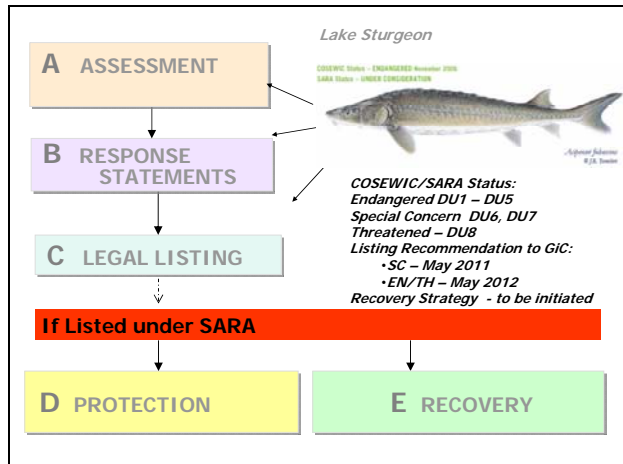 Lake Sturgeon
A ASSESSMENT
COSEWIC Status – ENDANGERED November 2006
SARA Status – UNDER CONSIDERATION
B RESPONSE
STATEMENTS
COSEWIC/SARA Status:
Endangered DU1 – DU5
Special Concern DU6, DU7
Threatened – DU8
Listing Recommendation to GiC:
•SC – May 2011
•EN/TH – May 2012
Recovery Strategy - to be initiated
C LEGAL LISTING
If Listed under SARA
D PROTECTION
E RECOVERY